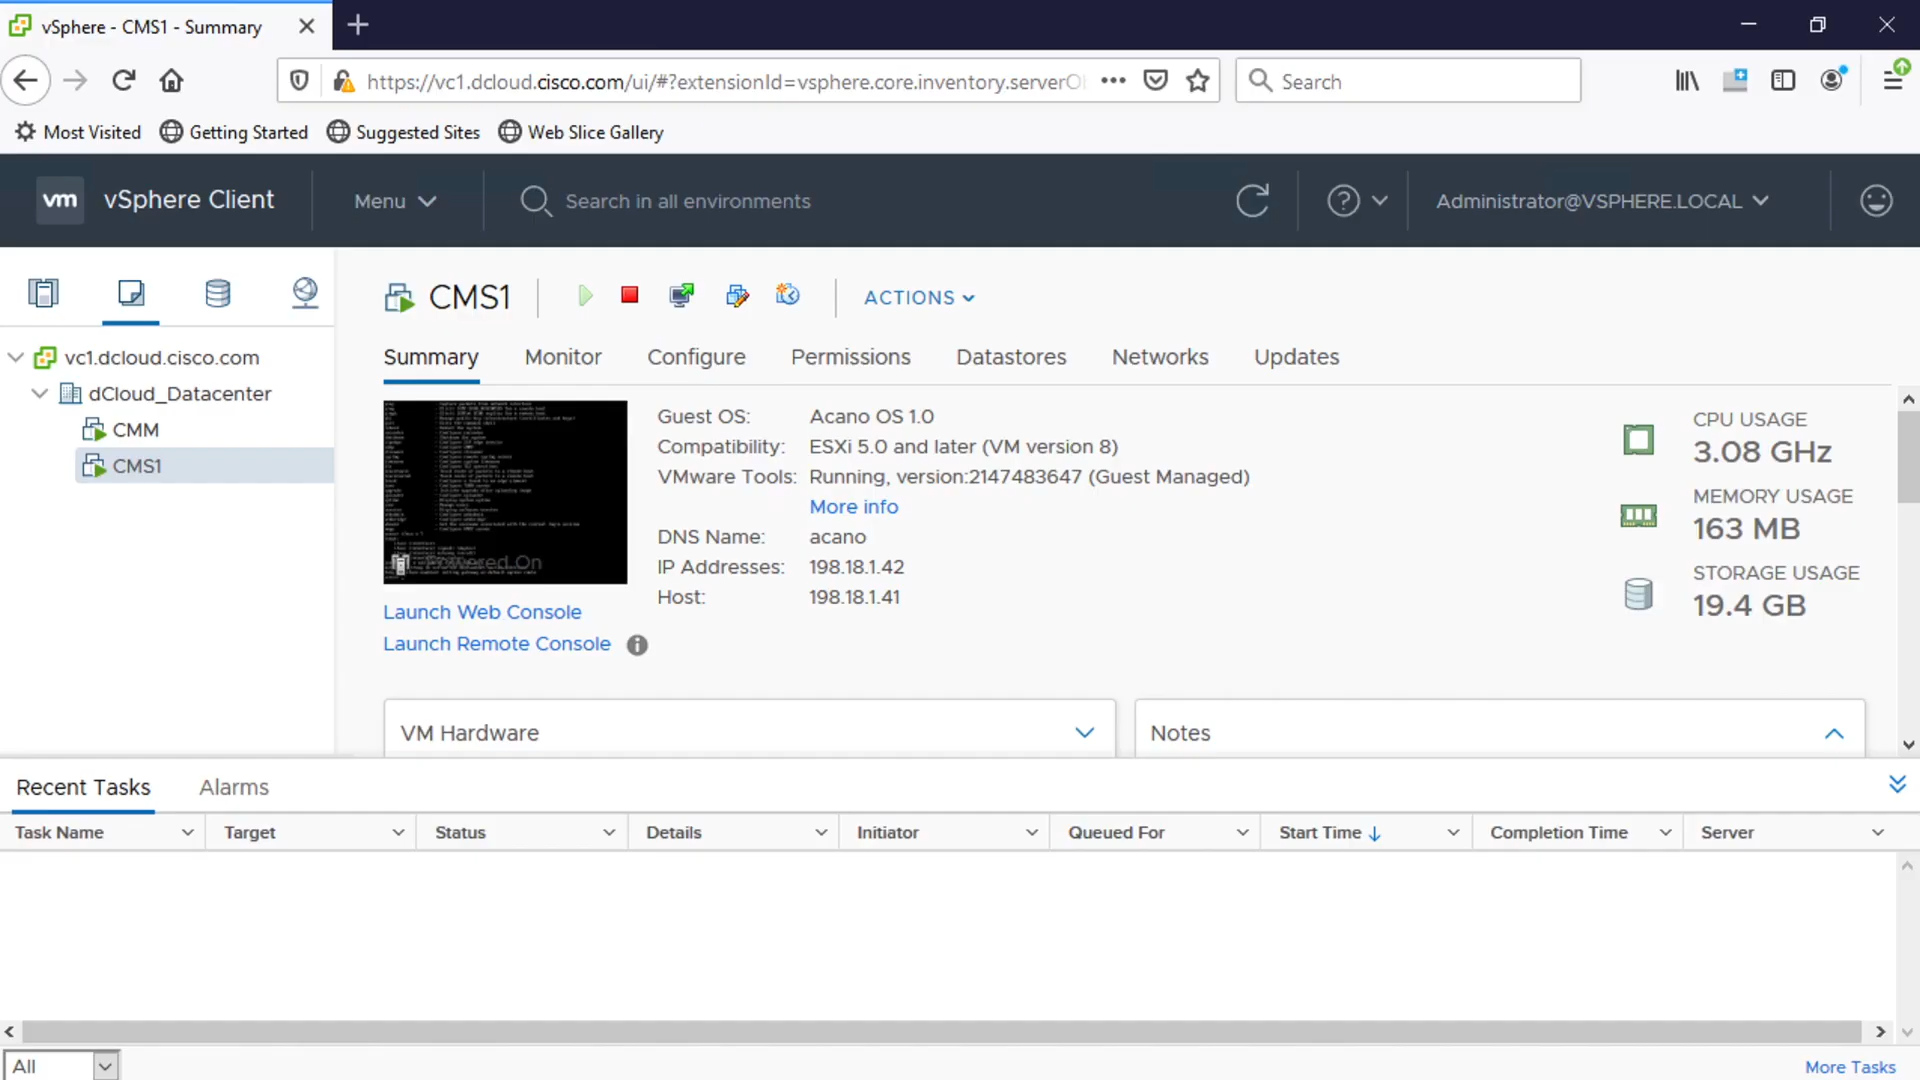 vSphere - CMS1 - Summary
https://vc1.dcloud.cisco.com/ui/#?extensionId=vsphere.core.inventory.serverOb
Search
Most Visited Getting Started Suggested Sites Web Slice Gallery
vm vSphere Client Menu Search in all environments Administrator@VSPHERE.LOCAL
CMS1 ACTIONS
vc1.dcloud.cisco.com
dCloud_Datacenter
CMM
CMS1
Summary Monitor Configure Permissions Datastores Networks Updates
Powered On
Launch Web Console
Launch Remote Console
Guest OS: Acano OS 1.0
Compatibility: ESXi 5.0 and later (VM version 8)
VMware Tools: Running, version:2147483647 (Guest Managed)
More info
DNS Name: acano
IP Addresses: 198.18.1.42
Host: 198.18.1.41
CPU USAGE
3.08 GHz
MEMORY USAGE
163 MB
STORAGE USAGE
19.4 GB
VM Hardware
Notes
Recent Tasks Alarms
Task Name Target Status Details Initiator Queued For Start Time Completion Time Server
All
More Tasks